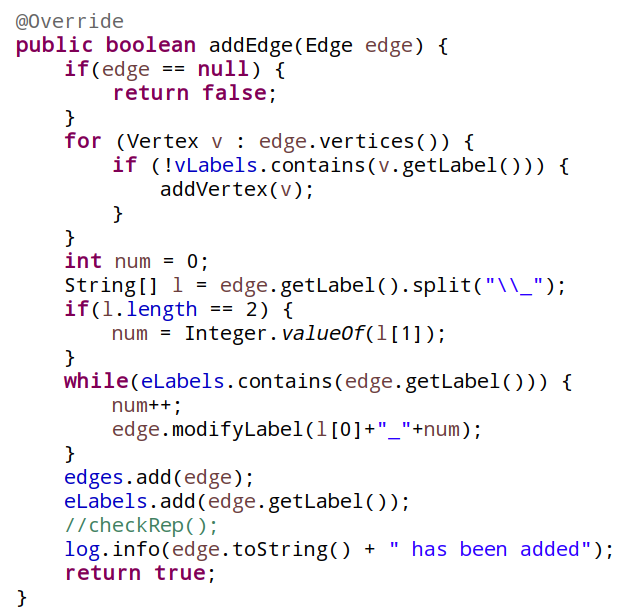 @Override
public boolean addEdge(Edge edge) {
    if(edge == null) {
        return false;
    }
    for (Vertex v : edge.vertices()) {
        if (!vLabels.contains(v.getLabel())) {
            addVertex(v);
        }
    }
    int num = 0;
    String[] l = edge.getLabel().split("\\_");
    if(l.length == 2) {
        num = Integer.valueOf(l[1]);
    }
    while(eLabels.contains(edge.getLabel())) {
        num++;
        edge.modifyLabel(l[0]+"_"+num);
    }
    edges.add(edge);
    eLabels.add(edge.getLabel());
    //checkRep();
    log.info(edge.toString() + " has been added");
    return true;
}